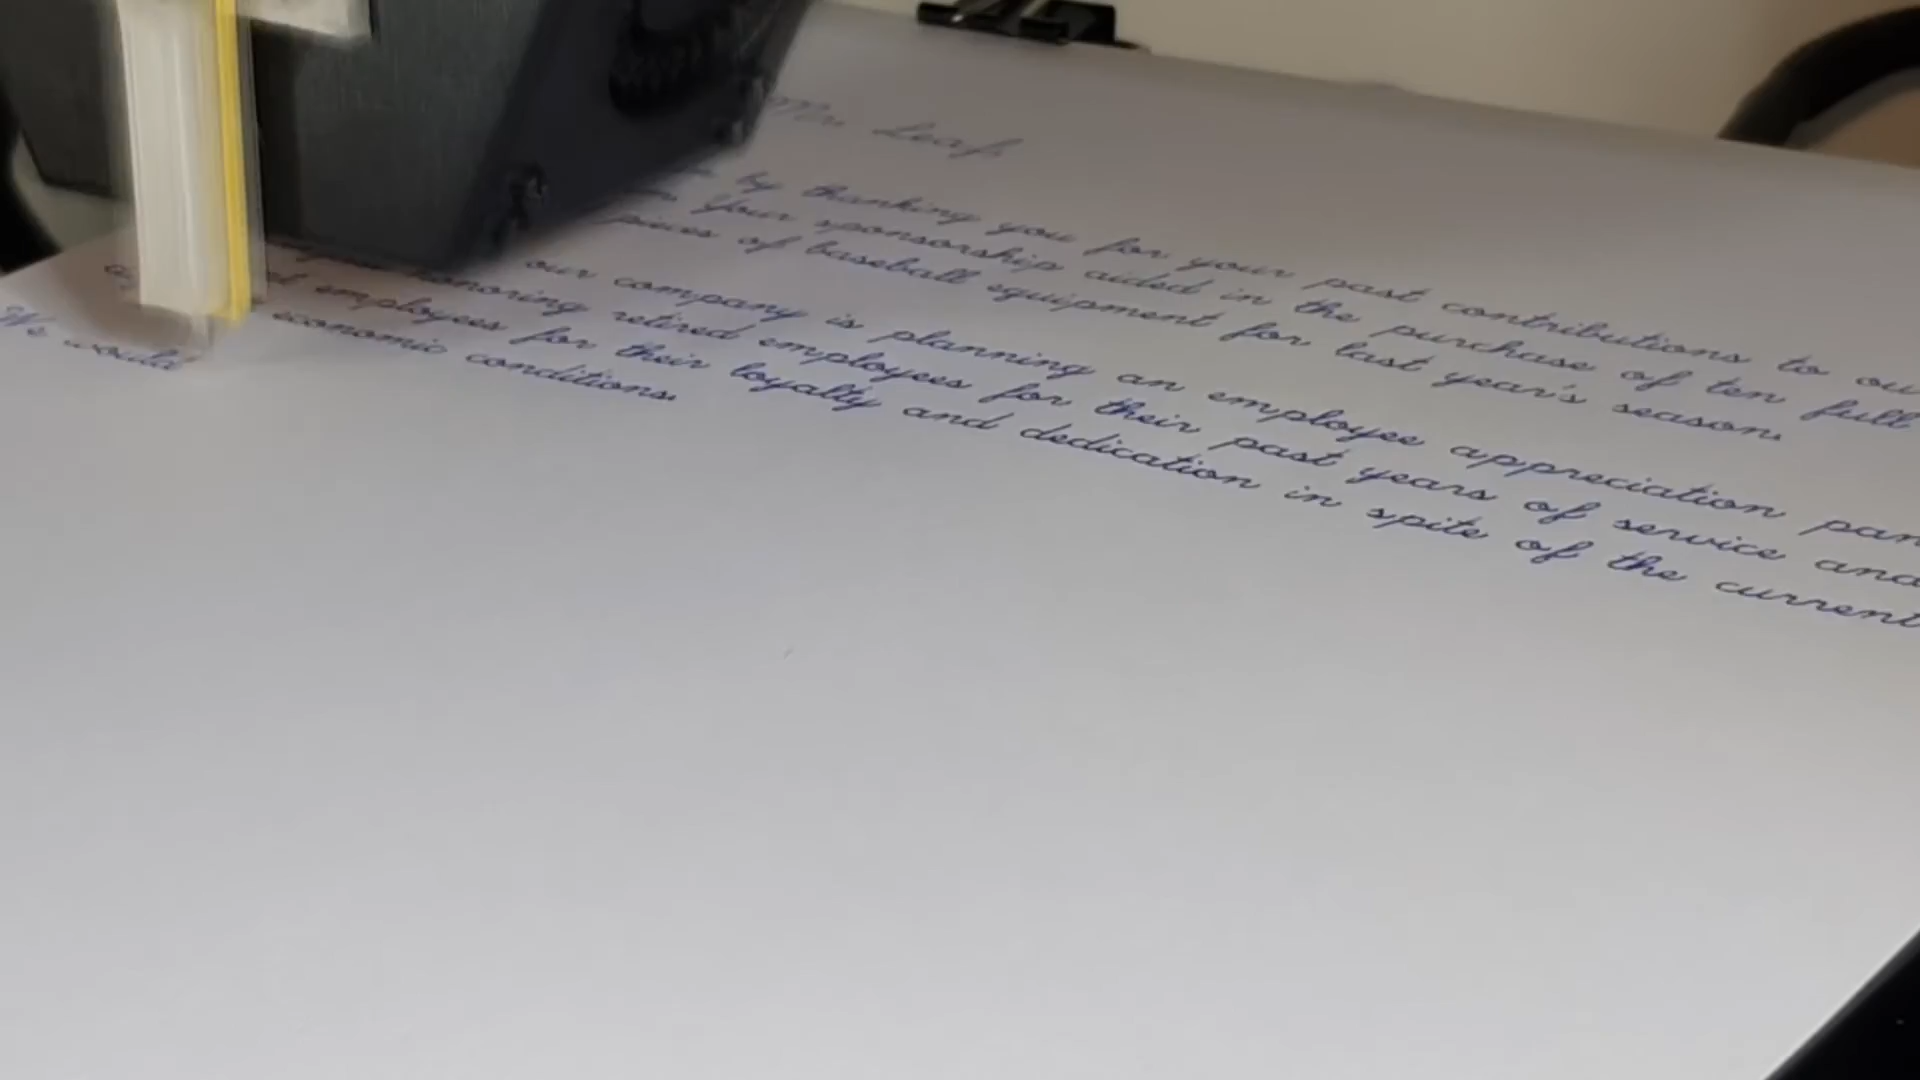 Mr. Leaf,
by thanking you for your past contributions to our
Your sponsorship aided in the purchase of ten full
pieces of baseball equipment for last year's season.
our company is planning an employee appreciation
honoring retired employees for their past years of service and
employees for their loyalty and dedication in spite of the current
economic conditions.
We would